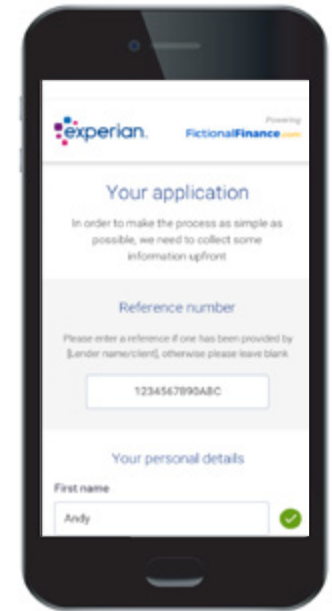 experian.
Powering
FictionalFinance.com
Your application
In order to make the process as simple as
possible, we need to collect some
information upfront
Reference number
Please enter a reference if one has been provided by
[Lender name/client], otherwise please leave blank
1234567890ABC
Your personal details
First name
Andy